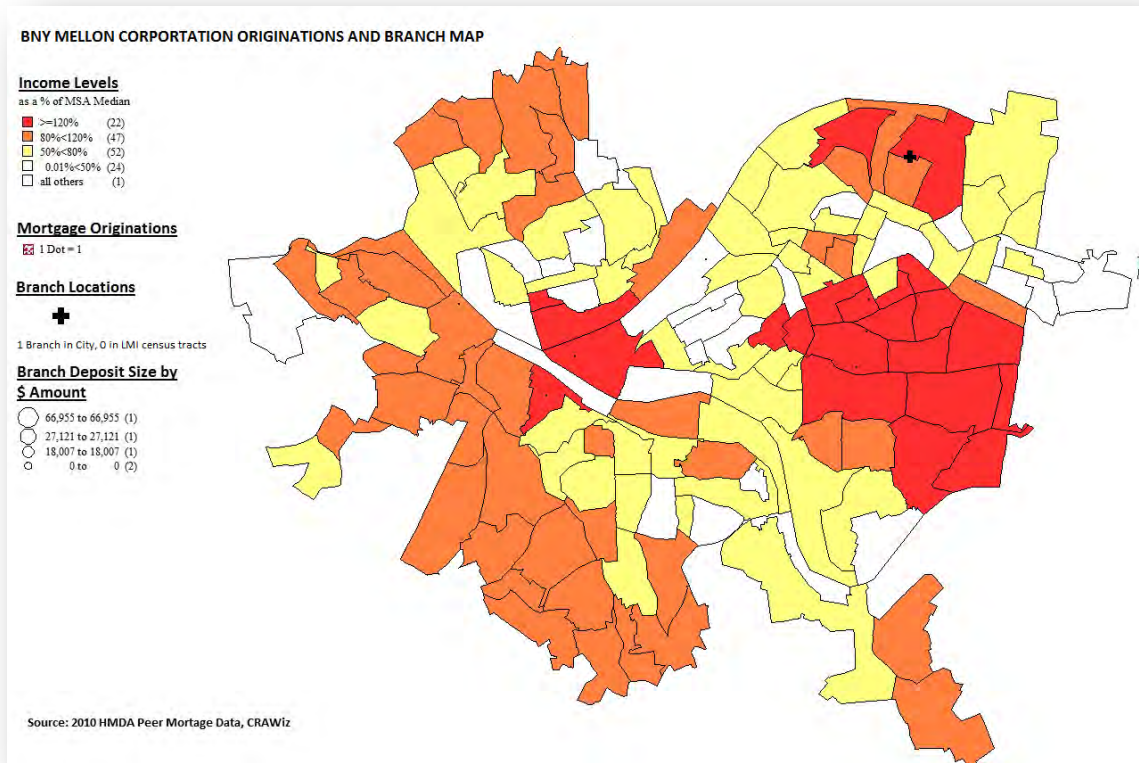 BNY MELLON CORPORTATION ORIGINATIONS AND BRANCH MAP
Income Levels
as a % of MSA Median
>=120% (22)
80%<120% (47)
50%<80% (52)
0.01%<50% (24)
all others (1)
Mortgage Originations
1 Dot = 1
Branch Locations
1 Branch in City, 0 in LMI census tracts
Branch Deposit Size by
$ Amount
66,955 to 66,955 (1)
27,121 to 27,121 (1)
18,007 to 18,007 (1)
0 to 0 (2)
Source: 2010 HMDA Peer Mortage Data, CRAWiz